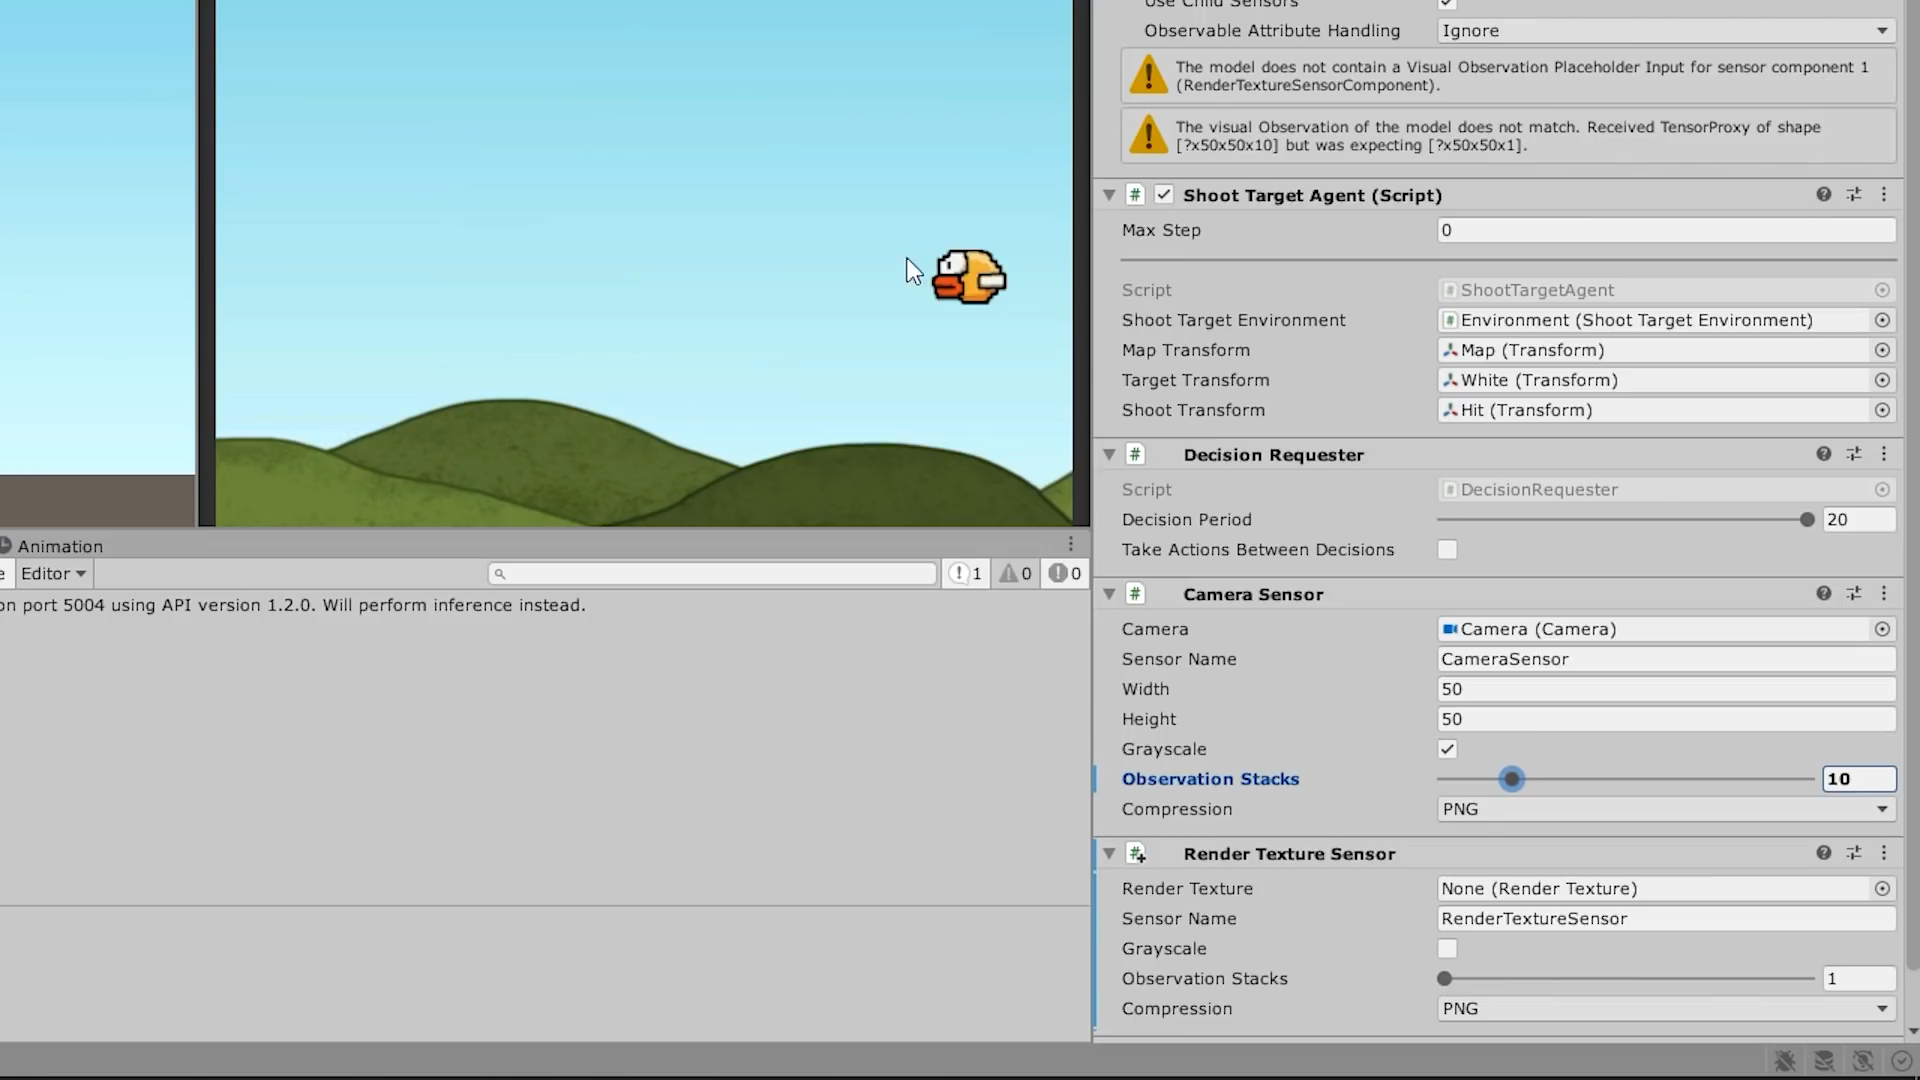 Use Child Sensors
Observable Attribute Handling Ignore
The model does not contain a Visual Observation Placeholder Input for sensor component 1
(RenderTextureSensorComponent).
The visual Observation of the model does not match. Received TensorProxy of shape
[?x50x50x10] but was expecting [?x50x50x1].
# Shoot Target Agent (Script)
Max Step 0
Script ShootTargetAgent
Shoot Target Environment Environment (Shoot Target Environment)
Map Transform Map (Transform)
Target Transform White (Transform)
Shoot Transform Hit (Transform)
# Decision Requester
Script DecisionRequester
Decision Period 20
Take Actions Between Decisions
# Camera Sensor
Camera Camera (Camera)
Sensor Name CameraSensor
Width 50
Height 50
Grayscale
Observation Stacks 10
Compression PNG
# Render Texture Sensor
Render Texture None (Render Texture)
Sensor Name RenderTextureSensor
Grayscale
Observation Stacks 1
Compression PNG
Animation
Editor 1 0 0
on port 5004 using API version 1.2.0. Will perform inference instead.